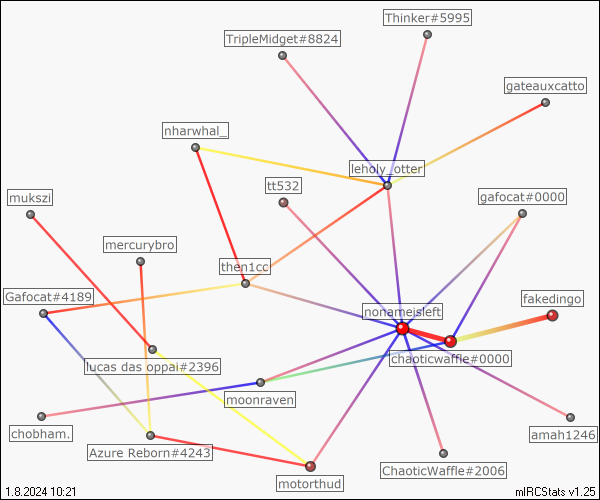 Thinker#5995
TripleMidget#8824
gateauxcatto
nharwhal_
leholy_otter
tt532
gafocat#0000
mukszi
mercurybro
then1cc
Gafocat#4189
fakedingo
nonameisleft
chaoticwaffle#0000
lucas das oppai#2396
moonraven
chobham.
amah1246
Azure Reborn#4243
ChaoticWaffle#2006
motorthud
1.8.2024 10:21
mIRCStats v1.25